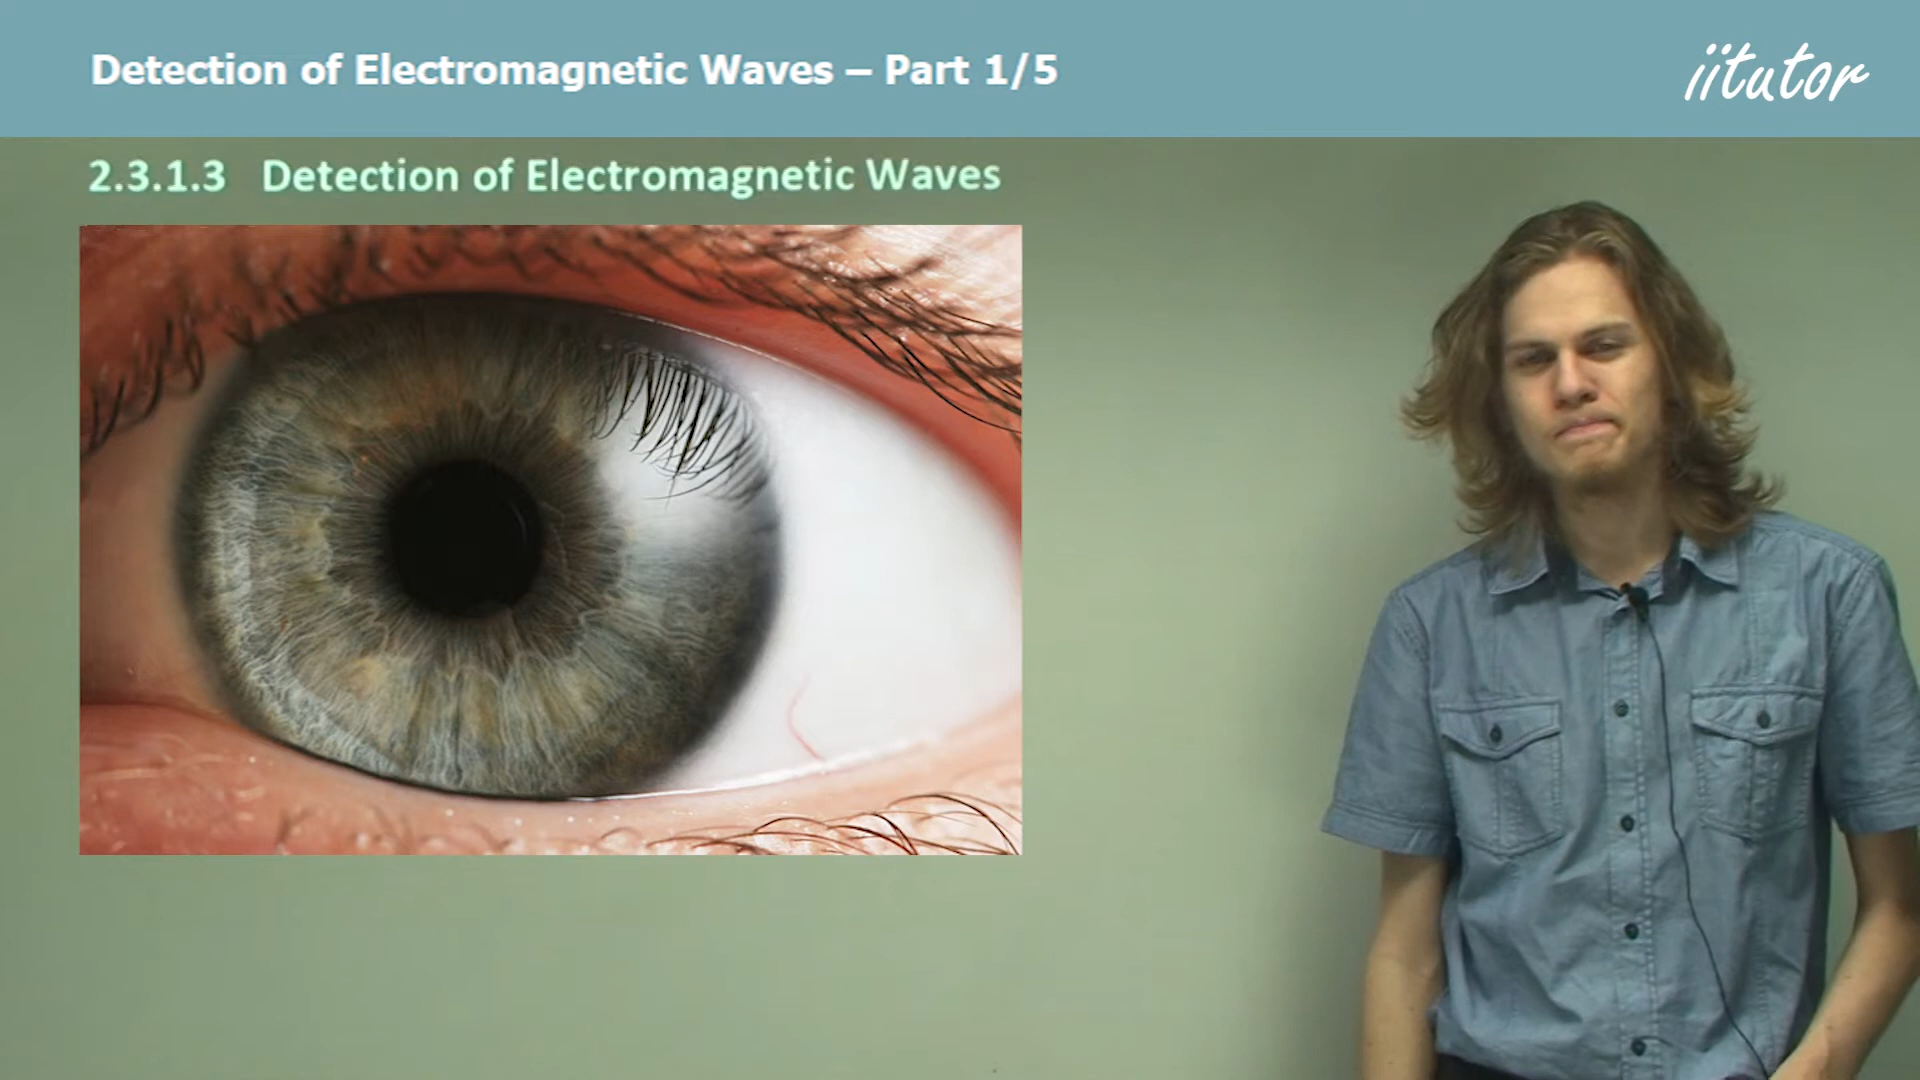 Detection of Electromagnetic Waves – Part 1/5
iitutor
2.3.1.3 Detection of Electromagnetic Waves